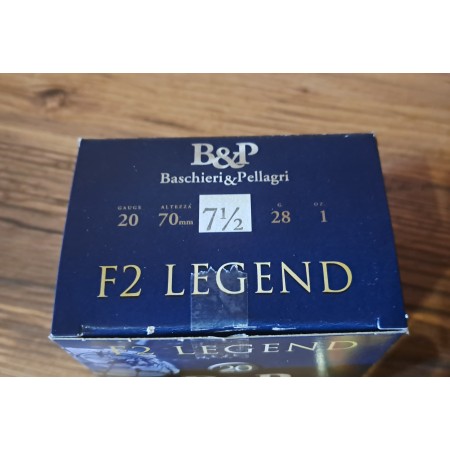 B&P
Baschieri&Pellagri
GAUGE ALTEZZA G OZ
20 70mm 7½ 28 1
F2 LEGEND
F2 LEGEND
20